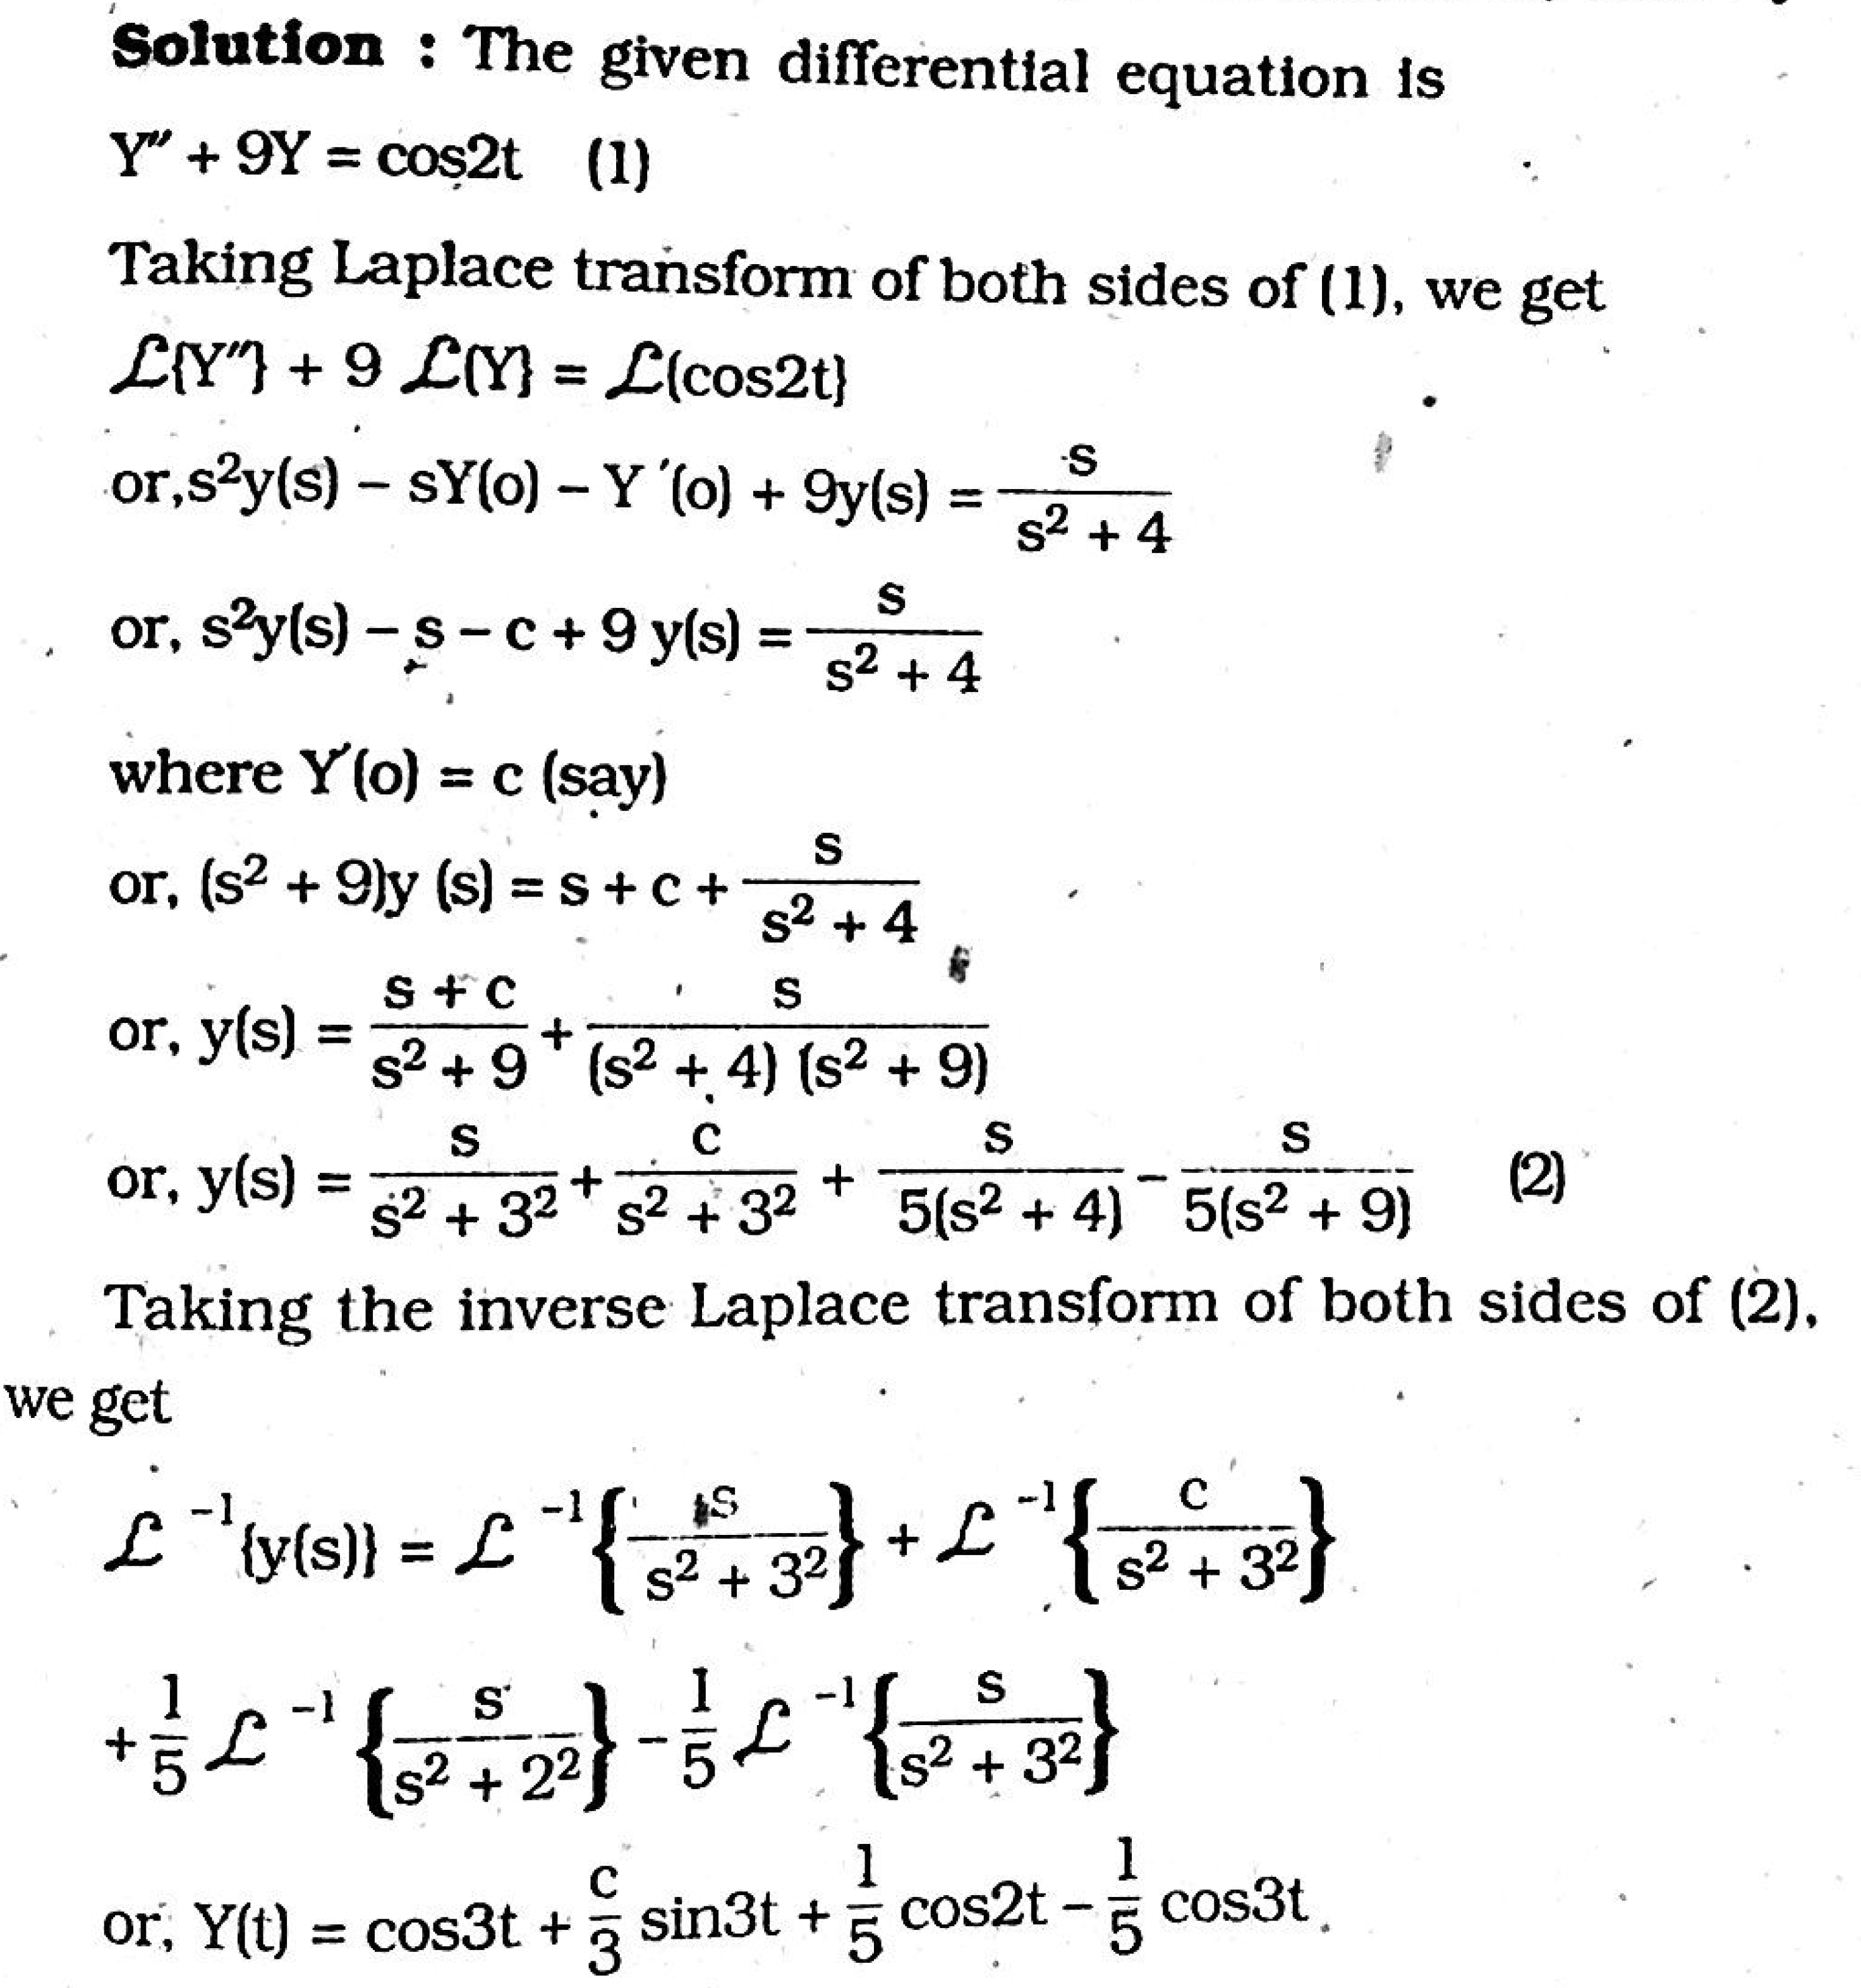 Solution : The given differential equation is
Y″ + 9Y = cos2t (1)
Taking Laplace transform of both sides of (1), we get
ℒ{Y″} + 9 ℒ{Y} = ℒ{cos2t}
or, s²y(s) – sY(o) – Y ′(o) + 9y(s) = s / (s² + 4)
or, s²y(s) – s – c + 9 y(s) = s / (s² + 4)
where Y′(o) = c (say)
or, (s² + 9)y (s) = s + c + s / (s² + 4)
or, y(s) = (s + c) / (s² + 9) + s / ((s² + 4) (s² + 9))
or, y(s) = s / (s² + 3²) + c / (s² + 3²) + s / (5(s² + 4)) – s / (5(s² + 9)) (2)
Taking the inverse Laplace transform of both sides of (2),
we get
ℒ ⁻¹{y(s)} = ℒ ⁻¹{s / (s² + 3²)} + ℒ ⁻¹{c / (s² + 3²)}
+ 1/5 ℒ ⁻¹{s / (s² + 2²)} – 1/5 ℒ ⁻¹{s / (s² + 3²)}
or, Y(t) = cos3t + c/3 sin3t + 1/5 cos2t – 1/5 cos3t.